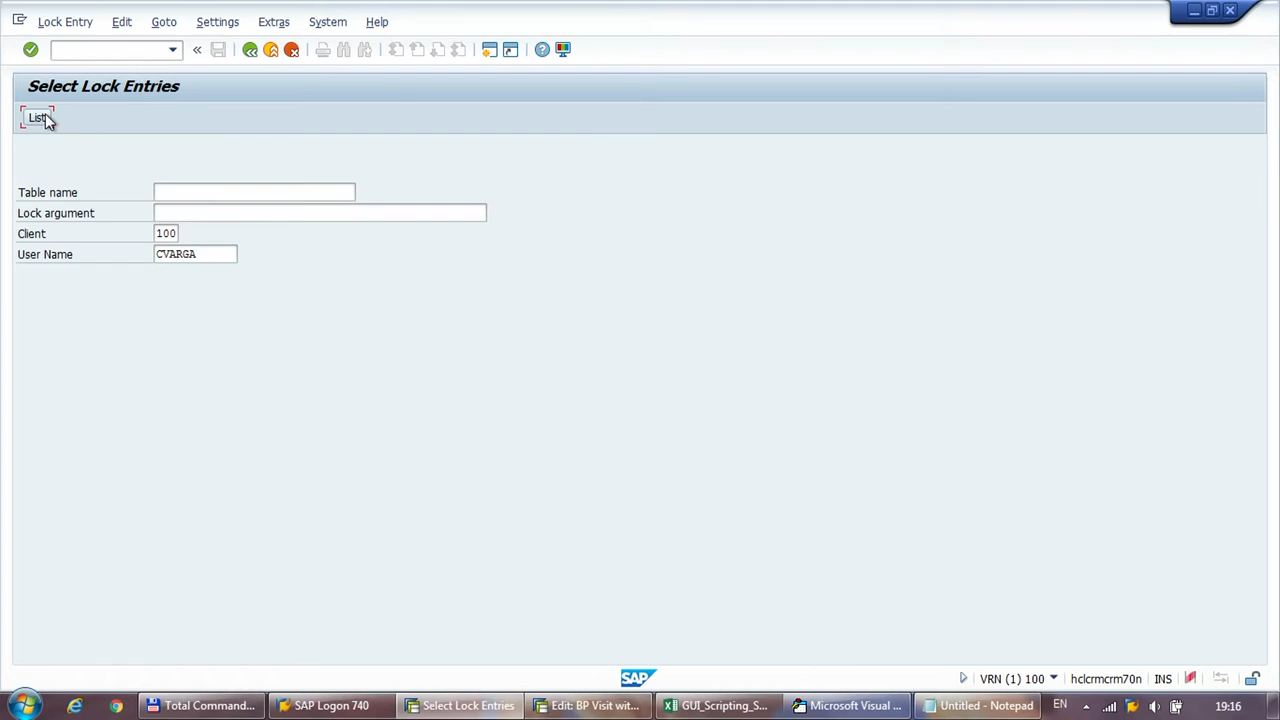 Lock Entry Edit Goto Settings Extras System Help
Select Lock Entries
List
Table name
Lock argument
Client 100
User Name CVARGA
SAP
VRN (1) 100 hclcrmcrm70n INS
Total Command... SAP Logon 740 Select Lock Entries Edit: BP Visit wit... GUI_Scripting_S... Microsoft Visual ... Untitled - Notepad EN 19:16